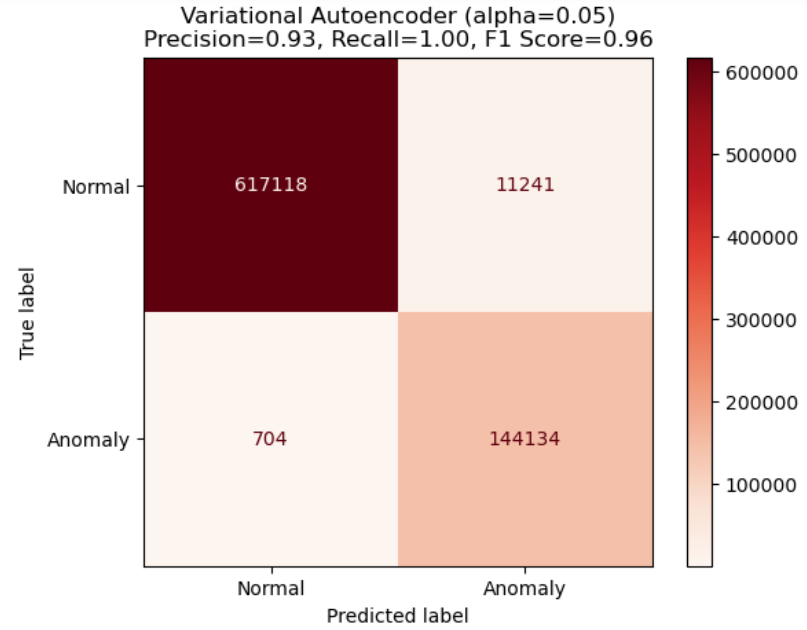 Variational Autoencoder (alpha=0.05)
Precision=0.93, Recall=1.00, F1 Score=0.96
True label
Normal
617118
11241
Anomaly
704
144134
Normal
Anomaly
Predicted label
600000
500000
400000
300000
200000
100000